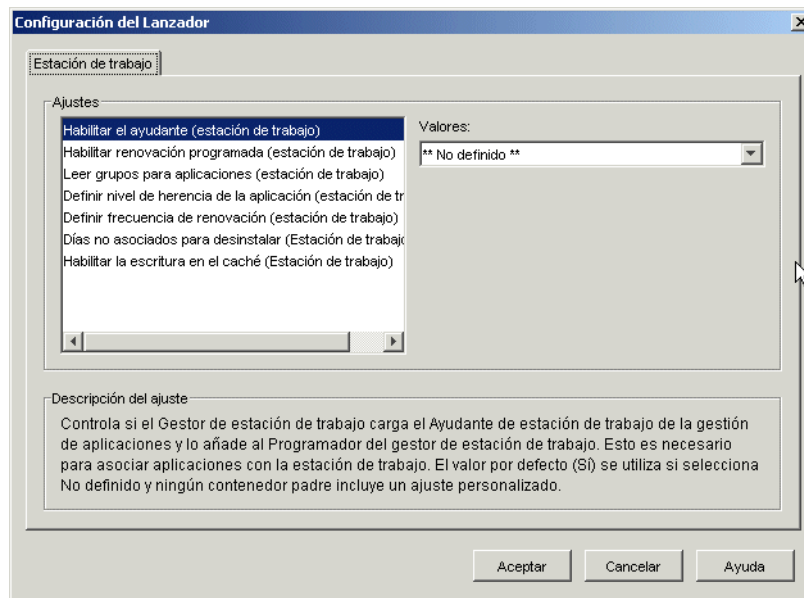 Configuración del Lanzador
Estación de trabajo
Ajustes
Habilitar el ayudante (estación de trabajo)
Habilitar renovación programada (estación de trabajo)
Leer grupos para aplicaciones (estación de trabajo)
Definir nivel de herencia de la aplicación (estación de tr
Definir frecuencia de renovación (estación de trabajo)
Días no asociados para desinstalar (Estación de trabajo
Habilitar la escritura en el caché (Estación de trabajo)
Valores:
** No definido **
Descripción del ajuste
Controla si el Gestor de estación de trabajo carga el Ayudante de estación de trabajo de la gestión
de aplicaciones y lo añade al Programador del gestor de estación de trabajo. Esto es necesario
para asociar aplicaciones con la estación de trabajo. El valor por defecto (Sí) se utiliza si selecciona
No definido y ningún contenedor padre incluye un ajuste personalizado.
Aceptar
Cancelar
Ayuda